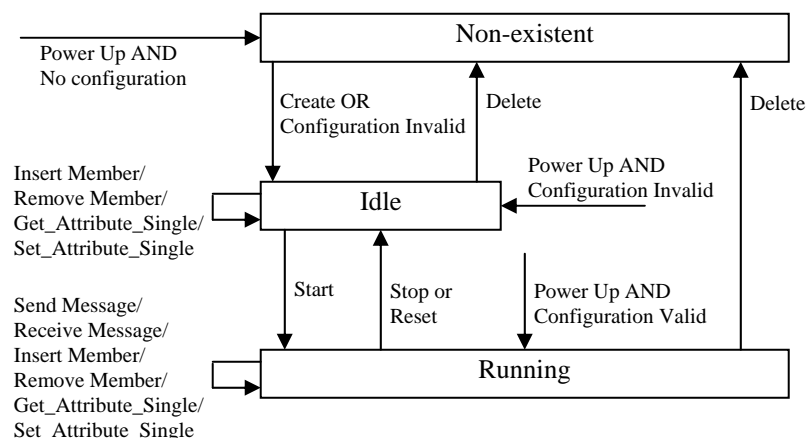 Non-existent
Power Up AND
No configuration
Create OR
Configuration Invalid
Delete
Delete
Insert Member/
Remove Member/
Get_Attribute_Single/
Set_Attribute_Single
Idle
Power Up AND
Configuration Invalid
Start
Stop or
Reset
Power Up AND
Configuration Valid
Send Message/
Receive Message/
Insert Member/
Remove Member/
Get_Attribute_Single/
Set_Attribute_Single
Running